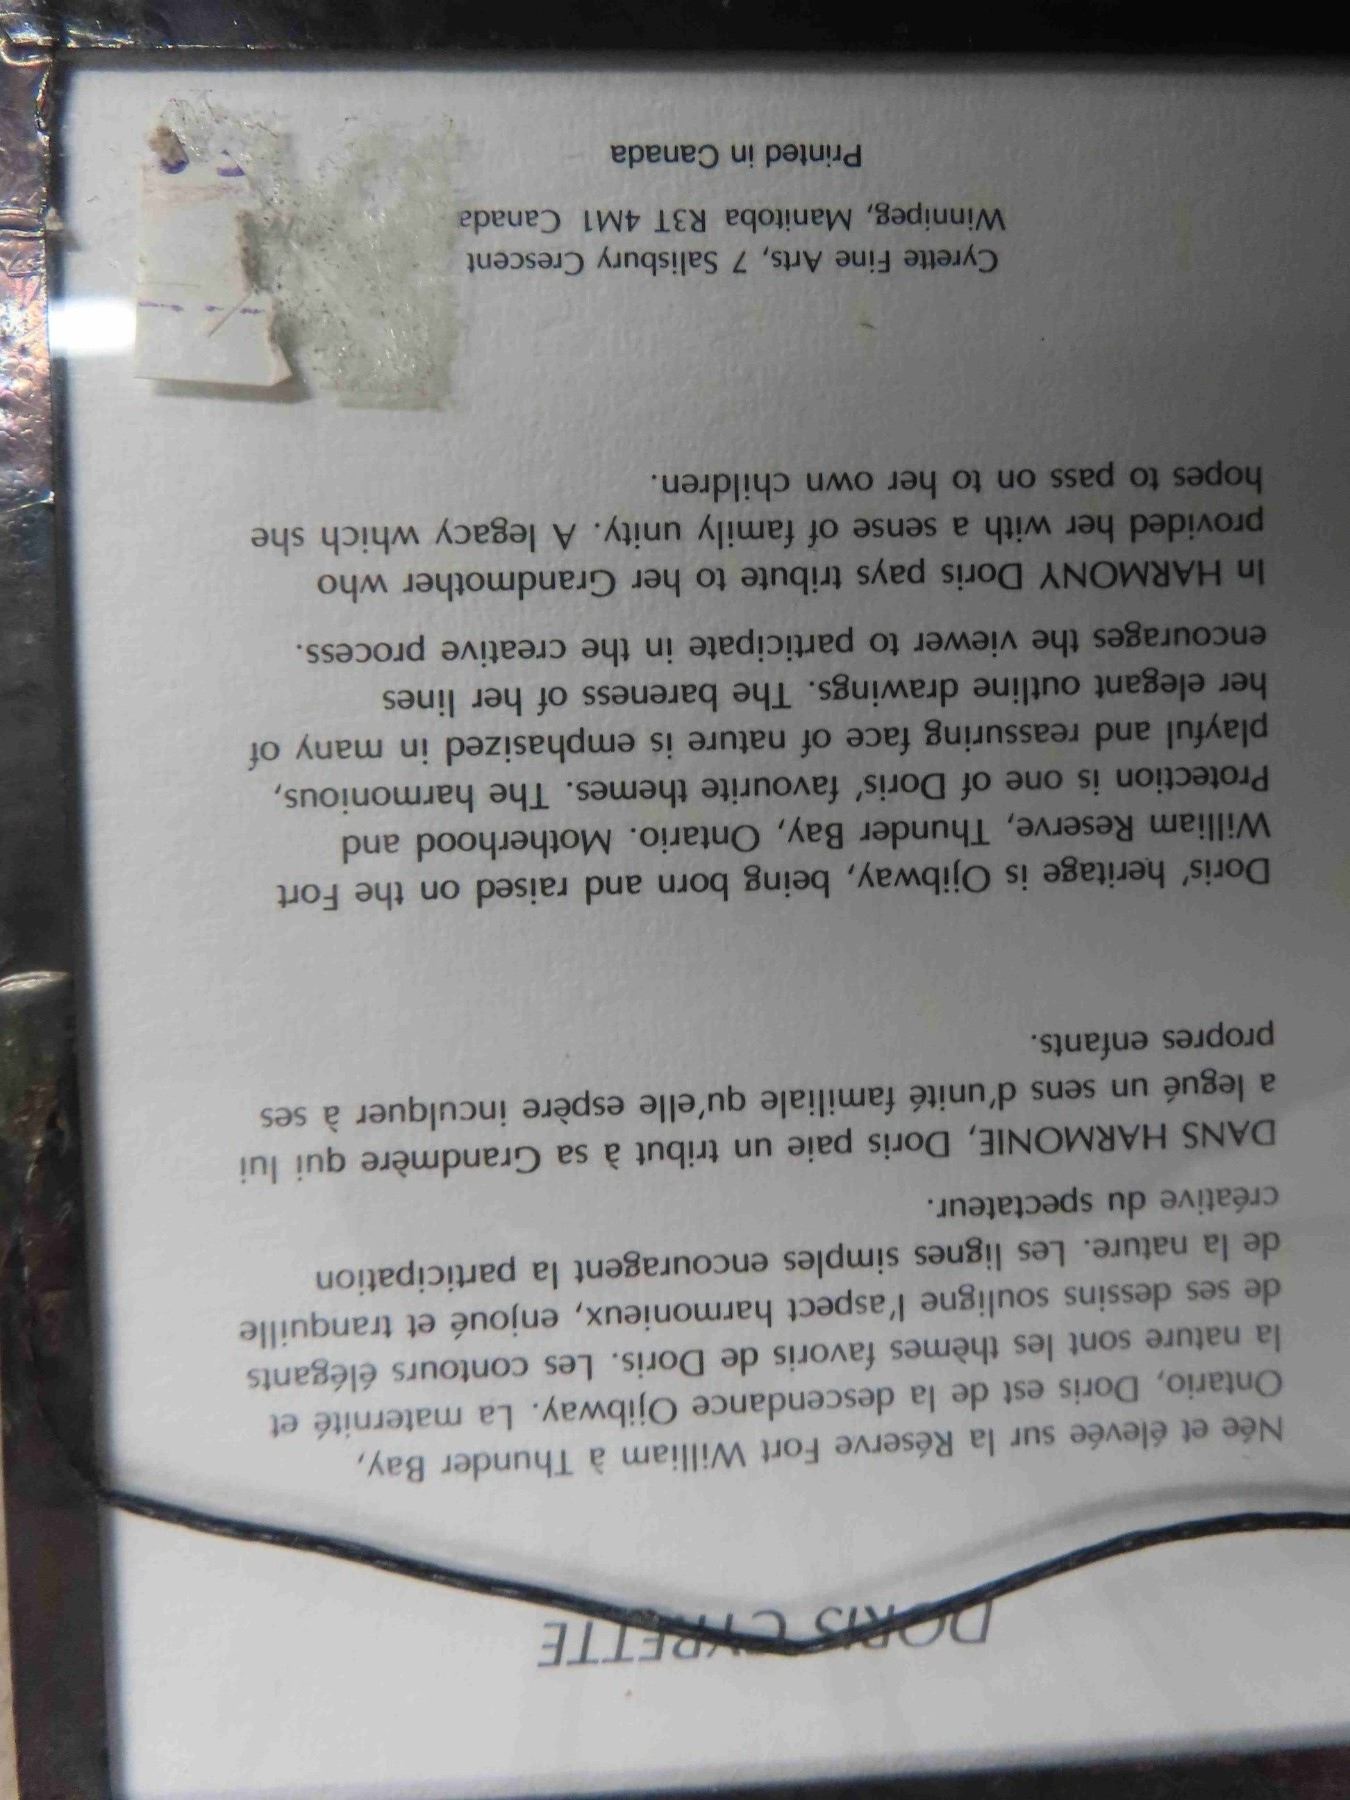 DORIS CYRETTE
Née et élevée sur la Réserve Fort William à Thunder Bay,
Ontario, Doris est de la descendance Ojibway. La maternité et
la nature sont les thèmes favoris de Doris. Les contours élégants
de ses dessins souligne l'aspect harmonieux, enjoué et tranquille
de la nature. Les lignes simples encouragent la participation
créative du spectateur.
DANS HARMONIE, Doris paie un tribut à sa Grandmère qui lui
a legué un sens d'unité familiale qu'elle espère inculquer à ses
propres enfants.
Doris' heritage is Ojibway, being born and raised on the Fort
William Reserve, Thunder Bay, Ontario. Motherhood and
Protection is one of Doris' favourite themes. The harmonious,
playful and reassuring face of nature is emphasized in many of
her elegant outline drawings. The bareness of her lines
encourages the viewer to participate in the creative process.
In HARMONY Doris pays tribute to her Grandmother who
provided her with a sense of family unity. A legacy which she
hopes to pass on to her own children.
Cyrette Fine Arts, 7 Salisbury Crescent
Winnipeg, Manitoba R3T 4M1 Canada
Printed in Canada